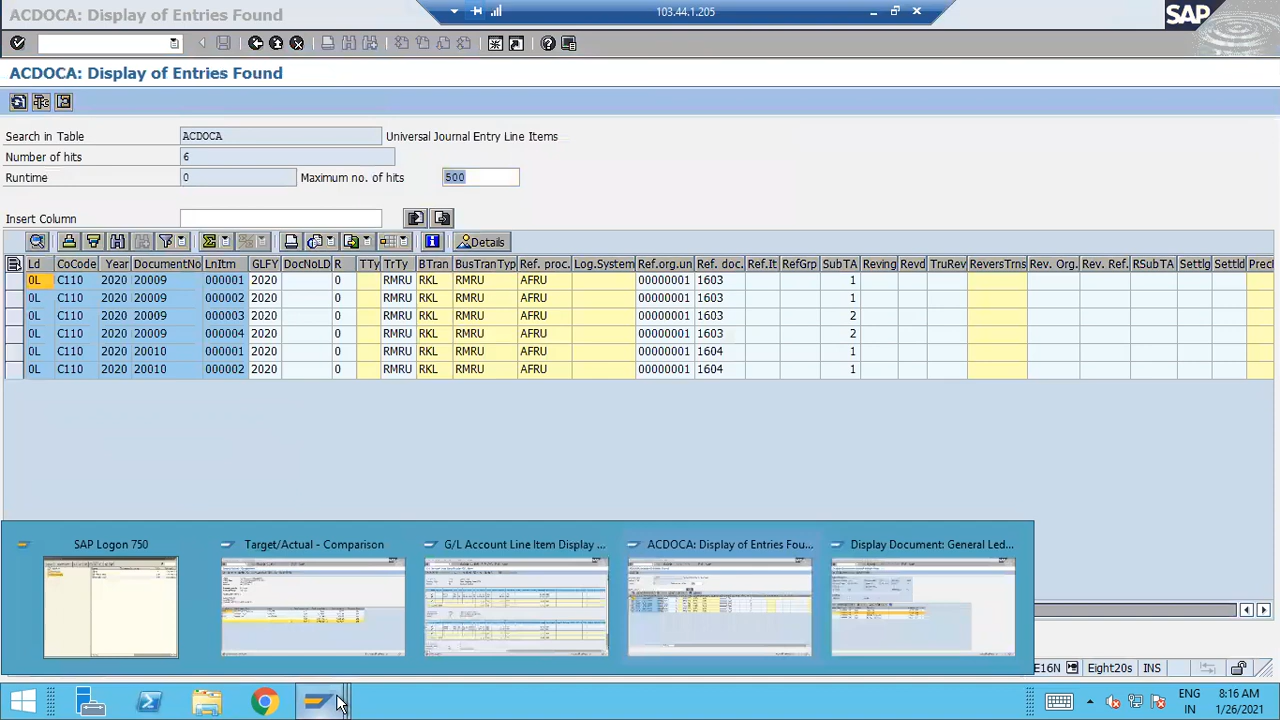 ACDOCA: Display of Entries Found
103.44.1.205
SAP
ACDOCA: Display of Entries Found
Search in Table ACDOCA Universal Journal Entry Line Items
Number of hits 6
Runtime 0 Maximum no. of hits 500
Insert Column
Details
Ld CoCode Year DocumentNo LnItm GLFY DocNoLD R TTy TrTy BTran BusTranTyp Ref. proc. Log.System Ref.org.un Ref. doc. Ref.It RefGrp SubTA Reving Revd TruRev ReversTrns Rev. Org. Rev. Ref. RSubTA Settlg Settld
0L C110 2020 20009 000001 2020 0 RMRU RKL RMRU AFRU 00000001 1603 1
0L C110 2020 20009 000002 2020 0 RMRU RKL RMRU AFRU 00000001 1603 1
0L C110 2020 20009 000003 2020 0 RMRU RKL RMRU AFRU 00000001 1603 2
0L C110 2020 20009 000004 2020 0 RMRU RKL RMRU AFRU 00000001 1603 2
0L C110 2020 20010 000001 2020 0 RMRU RKL RMRU AFRU 00000001 1604 1
0L C110 2020 20010 000002 2020 0 RMRU RKL RMRU AFRU 00000001 1604 1
SAP Logon 750 Target/Actual - Comparison G/L Account Line Item Display ... ACDOCA: Display of Entries Fou... Display Document: General Led...
E16N Eight20s INS
ENG 8:16 AM
IN 1/26/2021